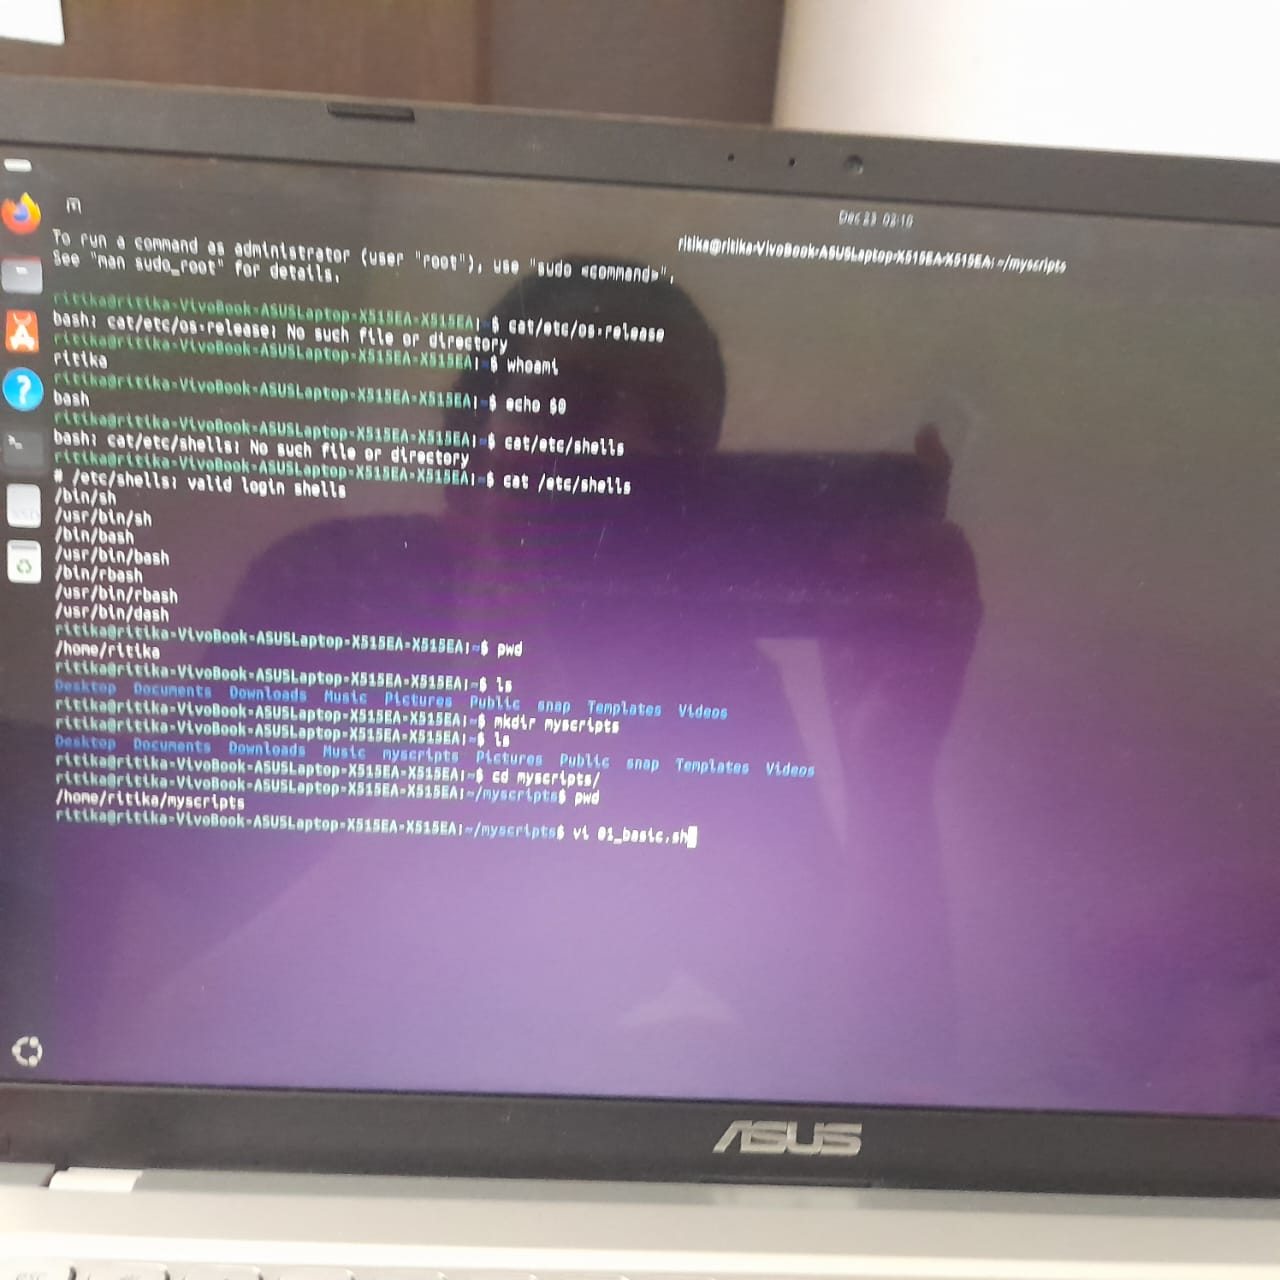 Dec 23 03:10
ritika@ritika-VivoBook-ASUSLaptop-X515EA-X515EA: ~/myscripts
To run a command as administrator (user "root"), use "sudo <command>".
See "man sudo_root" for details.
ritika@ritika-VivoBook-ASUSLaptop-X515EA-X515EA:~$ cat/etc/os-release
bash: cat/etc/os-release: No such file or directory
ritika@ritika-VivoBook-ASUSLaptop-X515EA-X515EA:~$ whoami
ritika
ritika@ritika-VivoBook-ASUSLaptop-X515EA-X515EA:~$ echo $0
bash
ritika@ritika-VivoBook-ASUSLaptop-X515EA-X515EA:~$ cat/etc/shells
bash: cat/etc/shells: No such file or directory
ritika@ritika-VivoBook-ASUSLaptop-X515EA-X515EA:~$ cat /etc/shells
# /etc/shells: valid login shells
/bin/sh
/usr/bin/sh
/bin/bash
/usr/bin/bash
/bin/rbash
/usr/bin/rbash
/usr/bin/dash
ritika@ritika-VivoBook-ASUSLaptop-X515EA-X515EA:~$ pwd
/home/ritika
ritika@ritika-VivoBook-ASUSLaptop-X515EA-X515EA:~$ ls
Desktop Documents Downloads Music Pictures Public snap Templates Videos
ritika@ritika-VivoBook-ASUSLaptop-X515EA-X515EA:~$ mkdir myscripts
ritika@ritika-VivoBook-ASUSLaptop-X515EA-X515EA:~$ ls
Desktop Documents Downloads Music myscripts Pictures Public snap Templates Videos
ritika@ritika-VivoBook-ASUSLaptop-X515EA-X515EA:~$ cd myscripts/
ritika@ritika-VivoBook-ASUSLaptop-X515EA-X515EA:~/myscripts$ pwd
/home/ritika/myscripts
ritika@ritika-VivoBook-ASUSLaptop-X515EA-X515EA:~/myscripts$ vi 01_basic.sh
ASUS